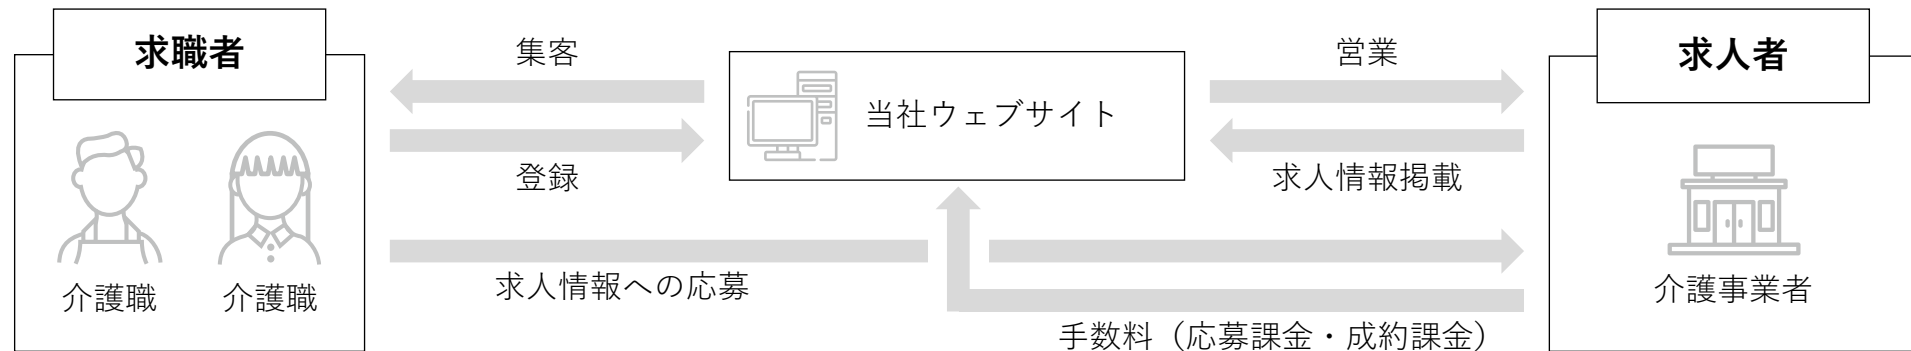 求職者
集客
営業
求人者
当社ウェブサイト
登録
求人情報掲載
介護職
介護職
求人情報への応募
介護事業者
手数料（応募課金・成約課金）